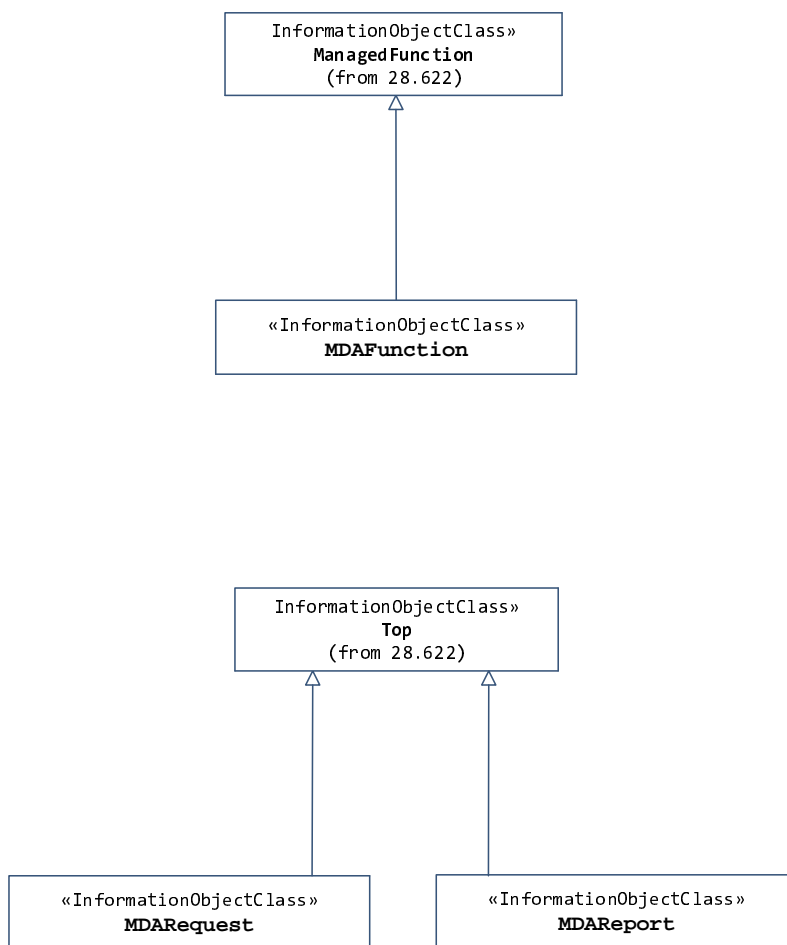 InformationObjectClass»
ManagedFunction
(from 28.622)
«InformationObjectClass»
MDAFunction
InformationObjectClass»
Top
(from 28.622)
«InformationObjectClass»
MDARequest
«InformationObjectClass»
MDAReport